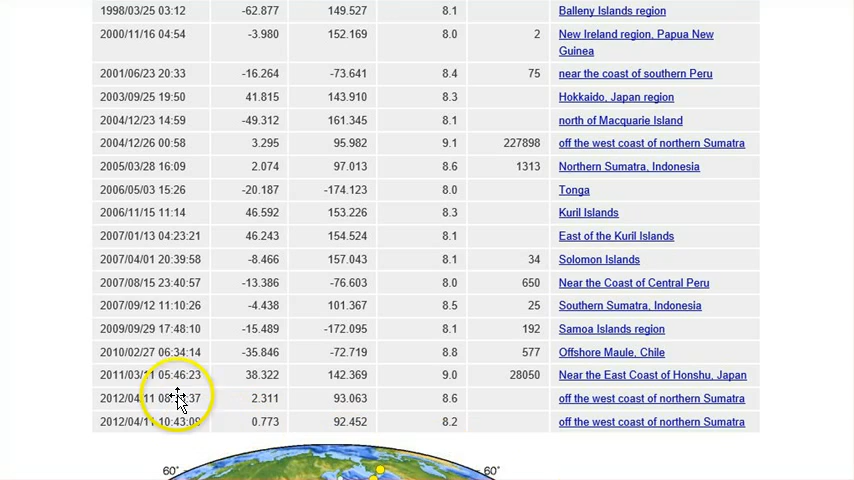 1998/03/25 03:12 -62.877 149.527 8.1 Balleny Islands region
2000/11/16 04:54 -3.980 152.169 8.0 2 New Ireland region, Papua New
Guinea
2001/06/23 20:33 -16.264 -73.641 8.4 75 near the coast of southern Peru
2003/09/25 19:50 41.815 143.910 8.3 Hokkaido, Japan region
2004/12/23 14:59 -49.312 161.345 8.1 north of Macquarie Island
2004/12/26 00:58 3.295 95.982 9.1 227898 off the west coast of northern Sumatra
2005/03/28 16:09 2.074 97.013 8.6 1313 Northern Sumatra, Indonesia
2006/05/03 15:26 -20.187 -174.123 8.0 Tonga
2006/11/15 11:14 46.592 153.226 8.3 Kuril Islands
2007/01/13 04:23:21 46.243 154.524 8.1 East of the Kuril Islands
2007/04/01 20:39:58 -8.466 157.043 8.1 34 Solomon Islands
2007/08/15 23:40:57 -13.386 -76.603 8.0 650 Near the Coast of Central Peru
2007/09/12 11:10:26 -4.438 101.367 8.5 25 Southern Sumatra, Indonesia
2009/09/29 17:48:10 -15.489 -172.095 8.1 192 Samoa Islands region
2010/02/27 06:34:14 -35.846 -72.719 8.8 577 Offshore Maule, Chile
2011/03/11 05:46:23 38.322 142.369 9.0 28050 Near the East Coast of Honshu, Japan
2012/04/11 2.311 93.063 8.6 off the west coast of northern Sumatra
2012/04/11 10:43:09 0.773 92.452 8.2 off the west coast of northern Sumatra
60° 60°